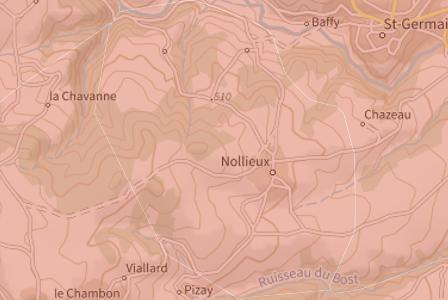 Baffy
St-Germai
la Chavanne
510
Chazeau
Nollieux
Viallard
le Chambon
Pizay
Ruisseau du Bost